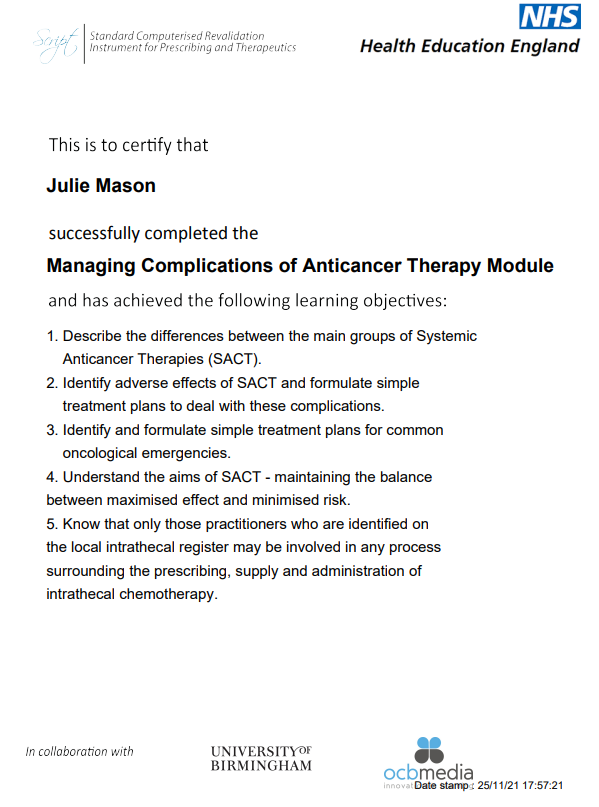 Script
Standard Computerised Revalidation
Instrument for Prescribing and Therapeutics
NHS
Health Education England
This is to certify that
Julie Mason
successfully completed the
Managing Complications of Anticancer Therapy Module
and has achieved the following learning objectives:
1. Describe the differences between the main groups of Systemic
Anticancer Therapies (SACT).
2. Identify adverse effects of SACT and formulate simple
treatment plans to deal with these complications.
3. Identify and formulate simple treatment plans for common
oncological emergencies.
4. Understand the aims of SACT - maintaining the balance
between maximised effect and minimised risk.
5. Know that only those practitioners who are identified on
the local intrathecal register may be involved in any process
surrounding the prescribing, supply and administration of
intrathecal chemotherapy.
In collaboration with
UNIVERSITY OF
BIRMINGHAM
ocbmedia
Date stamp : 25/11/21 17:57:21